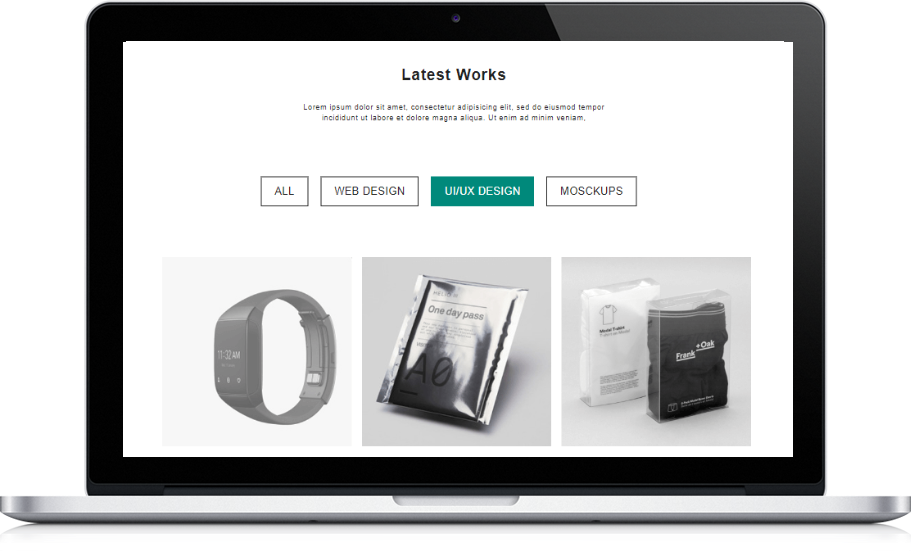 Latest Works
Lorem ipsum dolor sit amet, consectetur adipisicing elit, sed do eiusmod tempor
incididunt ut labore et dolore magna aliqua. Ut enim ad minim veniam,
ALL
WEB DESIGN
UI/UX DESIGN
MOSCKUPS
11:32 AM
One day pass
A0
Frank + Oak